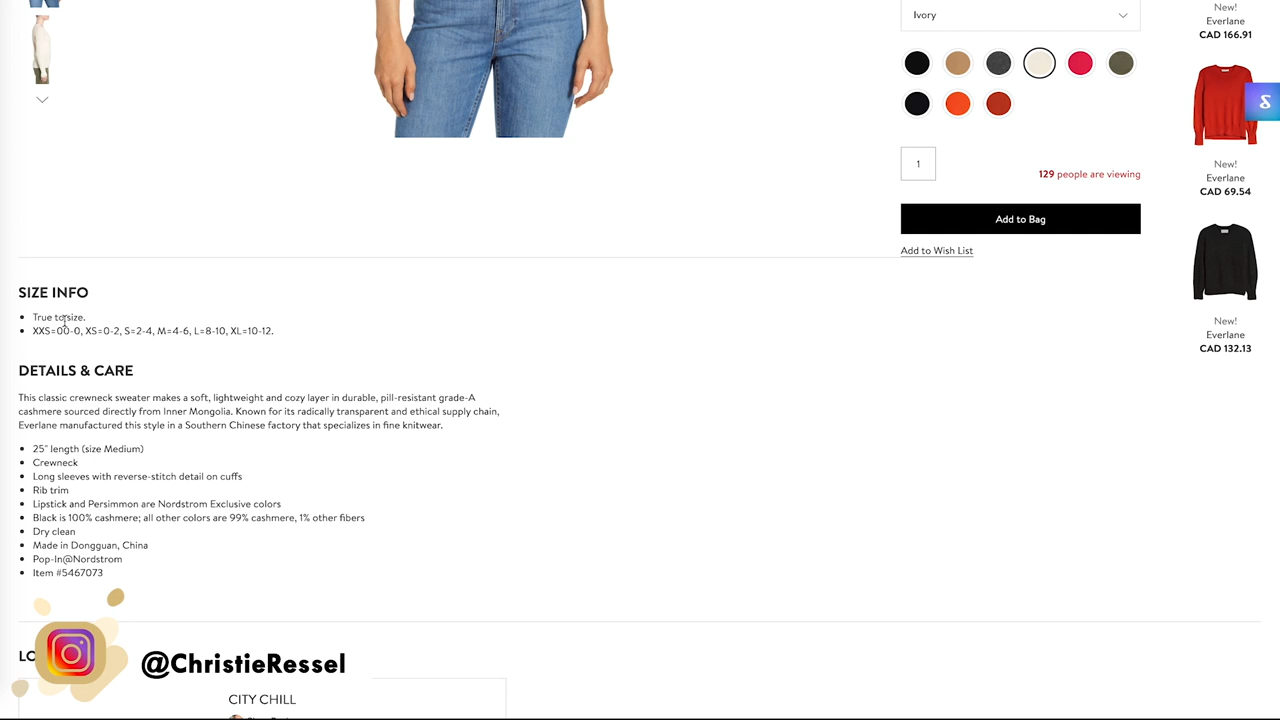 Ivory
1
129 people are viewing
Add to Bag
Add to Wish List
New!
Everlane
CAD 166.91
New!
Everlane
CAD 69.54
New!
Everlane
CAD 132.13
SIZE INFO
True to size.
XXS=00-0, XS=0-2, S=2-4, M=4-6, L=8-10, XL=10-12.
DETAILS & CARE
This classic crewneck sweater makes a soft, lightweight and cozy layer in durable, pill-resistant grade-A
cashmere sourced directly from Inner Mongolia. Known for its radically transparent and ethical supply chain,
Everlane manufactured this style in a Southern Chinese factory that specializes in fine knitwear.
25" length (size Medium)
Crewneck
Long sleeves with reverse-stitch detail on cuffs
Rib trim
Lipstick and Persimmon are Nordstrom Exclusive colors
Black is 100% cashmere; all other colors are 99% cashmere, 1% other fibers
Dry clean
Made in Dongguan, China
Pop-In@Nordstrom
Item #5467073
@ChristieRessel
CITY CHILL